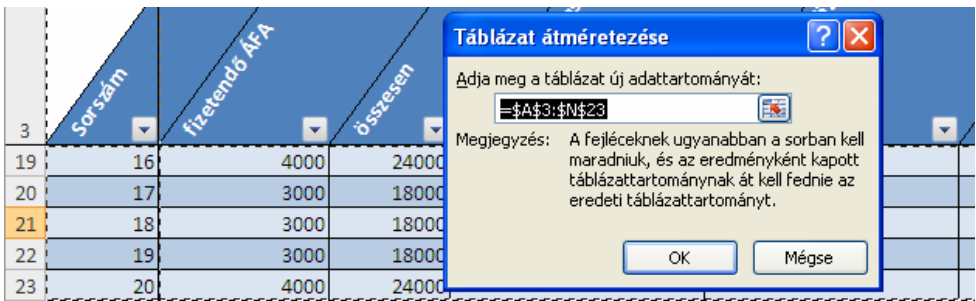 Sorszám
fizetendő ÁFA
összesen
Táblázat átméretezése
Adja meg a táblázat új adattartományát:
=$A$3:$N$23
Megjegyzés: A fejléceknek ugyanabban a sorban kell
maradniuk, és az eredményként kapott
táblázattartománynak át kell fednie az
eredeti táblázattartományt.
OK Mégse
3
19 16 4000 24000
20 17 3000 18000
21 18 3000 18000
22 19 3000 18000
23 20 4000 24000